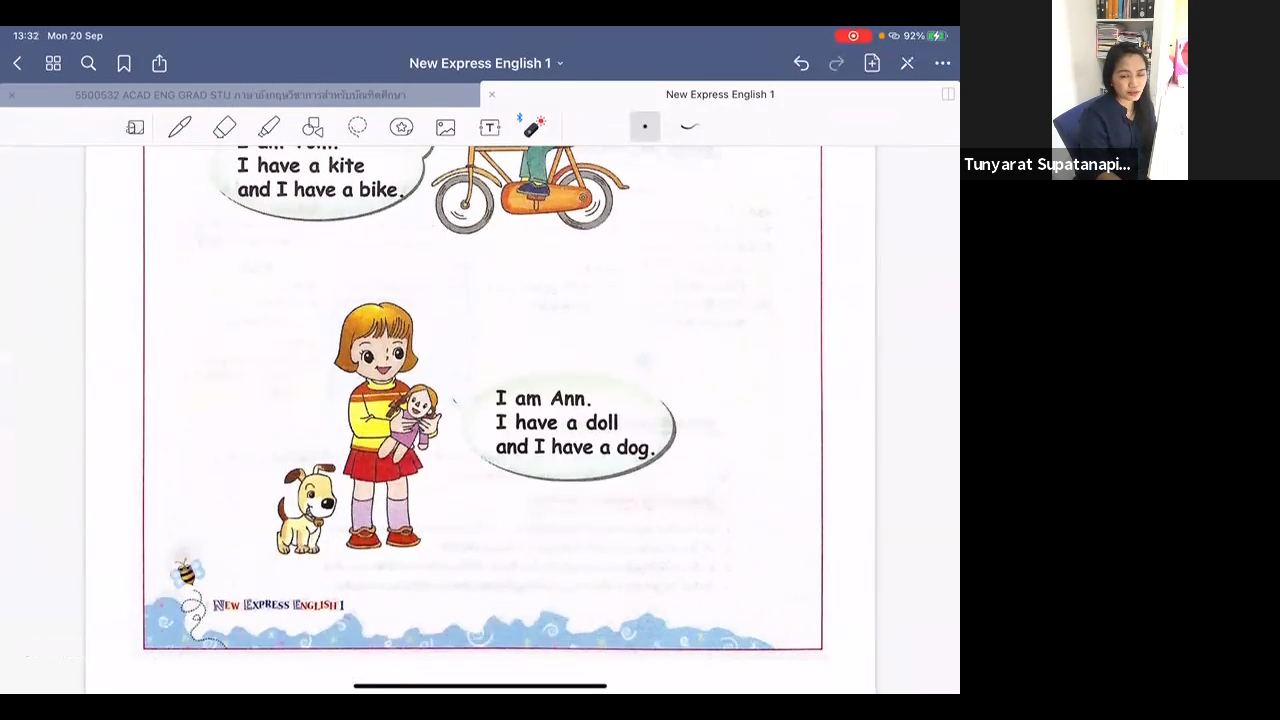 13:32 Mon 20 Sep
92%
New Express English 1
5500532 ACAD ENG GRAD STU ภาษาอังกฤษวิชาการสำหรับบัณฑิตศึกษา
New Express English 1
I have a kite
and I have a bike.
I am Ann.
I have a doll
and I have a dog.
NEW EXPRESS ENGLISH 1
Tunyarat Supatanapi...